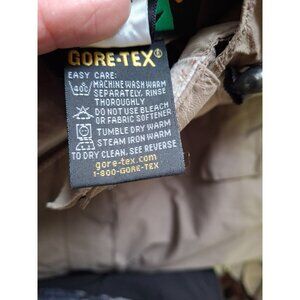 GORE-TEX®
EASY CARE:
40° MACHINE WASH WARM
SEPARATELY. RINSE
THOROUGHLY
DO NOT USE BLEACH
OR FABRIC SOFTENER
TUMBLE DRY WARM
STEAM IRON WARM
TO DRY CLEAN, SEE REVERSE
gore-tex.com
1-800-GORE-TEX